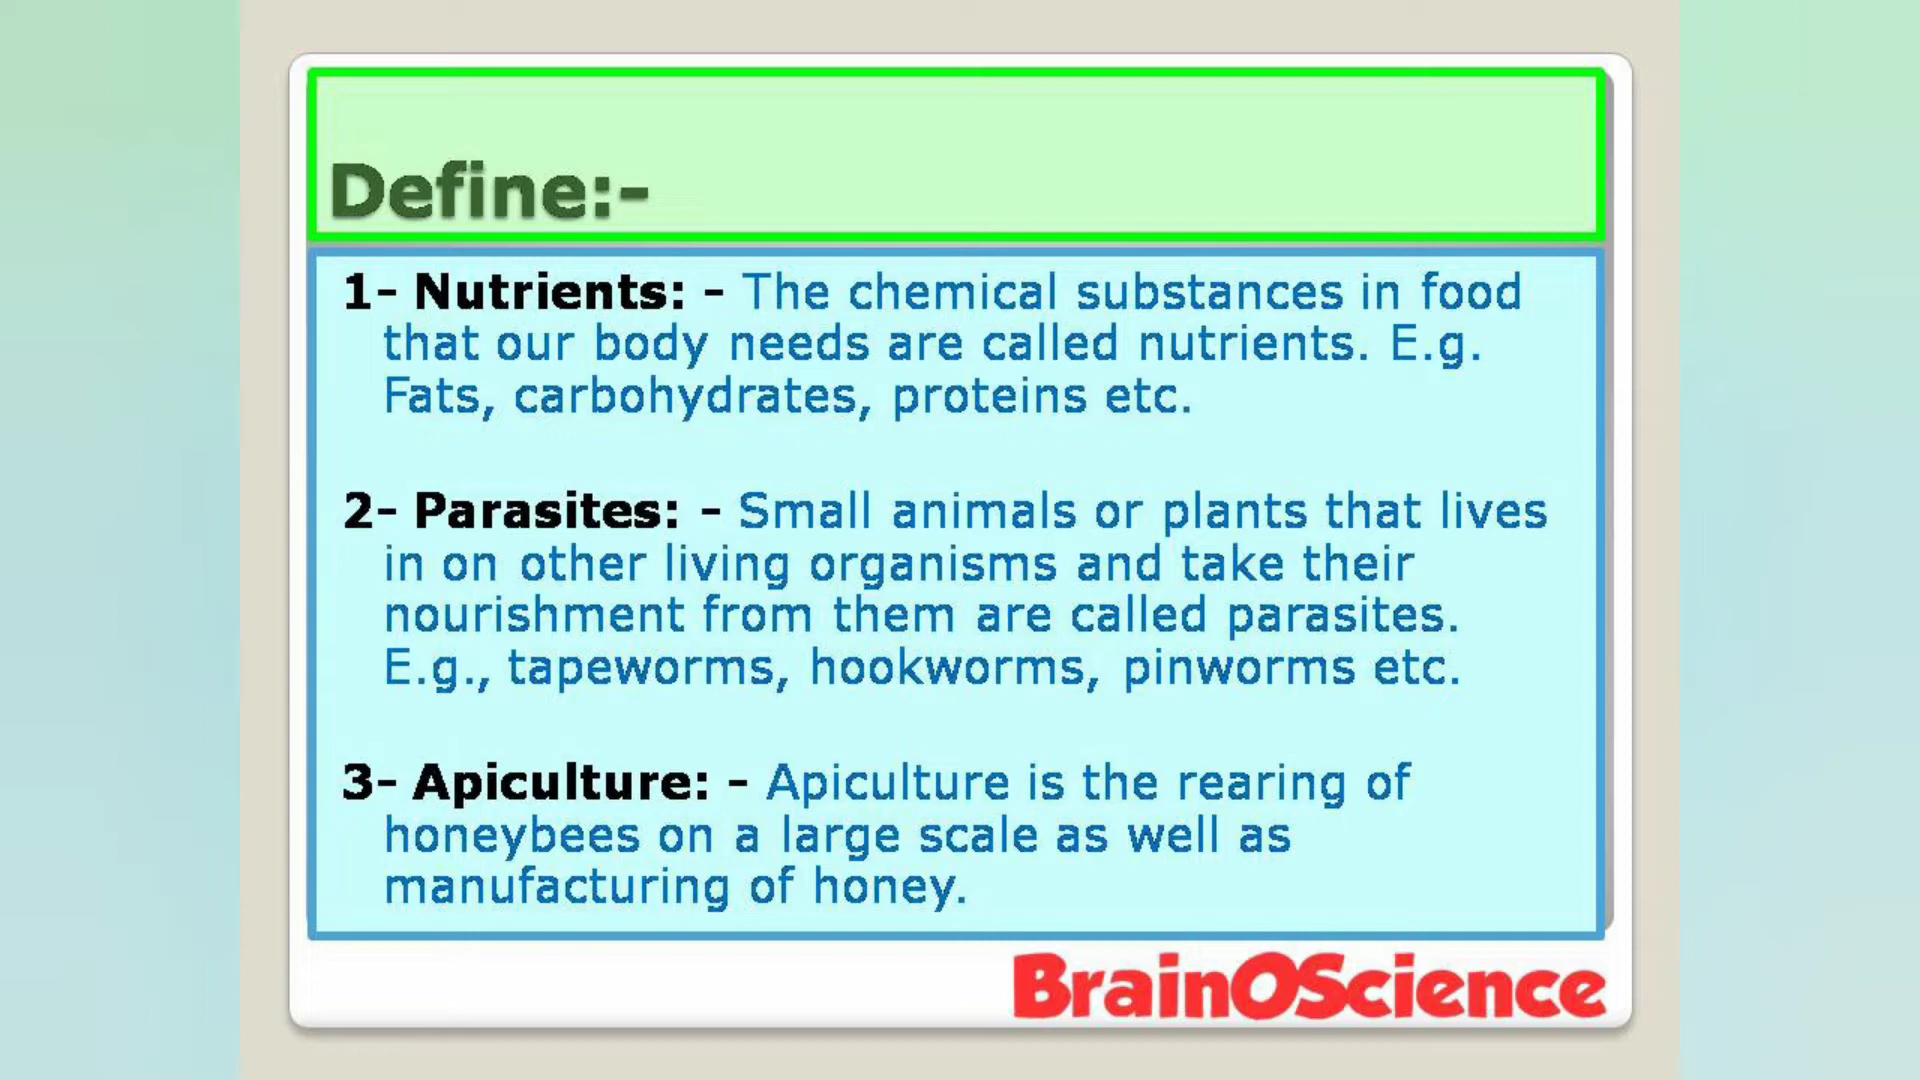 Define:-
1- Nutrients: - The chemical substances in food
that our body needs are called nutrients. E.g.
Fats, carbohydrates, proteins etc.
2- Parasites: - Small animals or plants that lives
in on other living organisms and take their
nourishment from them are called parasites.
E.g., tapeworms, hookworms, pinworms etc.
3- Apiculture: - Apiculture is the rearing of
honeybees on a large scale as well as
manufacturing of honey.
BrainOScience